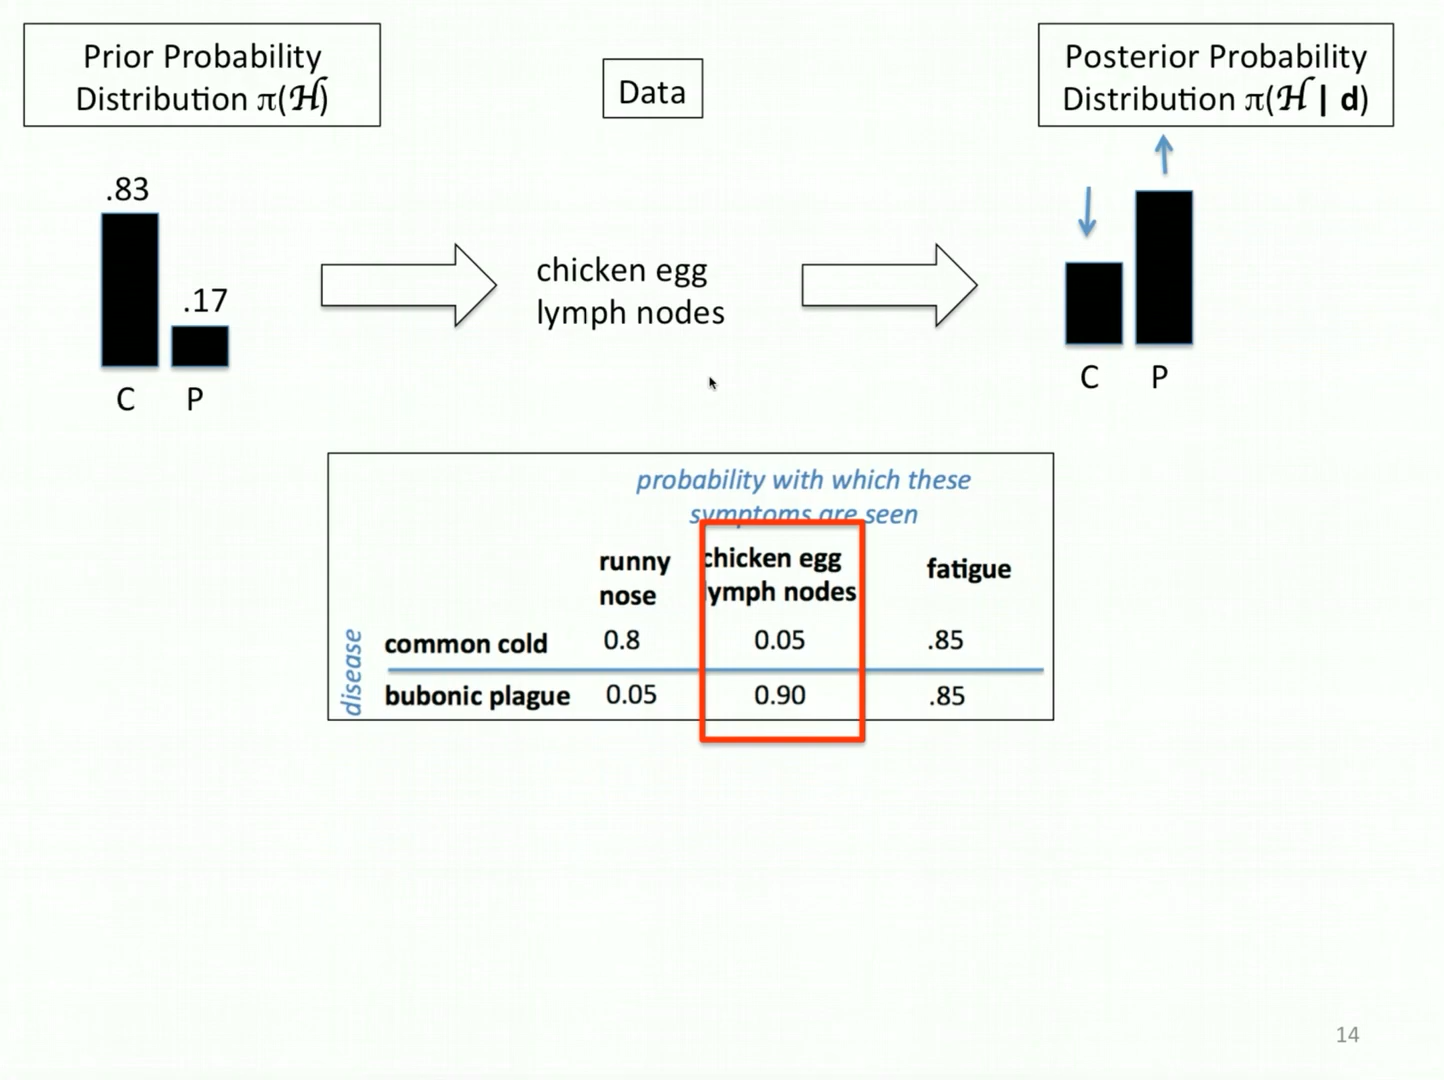 Prior Probability
Distribution π(ℋ)
Data
Posterior Probability
Distribution π(ℋ | d)
.83
.17
C
P
chicken egg
lymph nodes
C
P
probability with which these
symptoms are seen
runny
nose
chicken egg
lymph nodes
fatigue
disease
common cold 0.8 0.05 .85
bubonic plague 0.05 0.90 .85
14